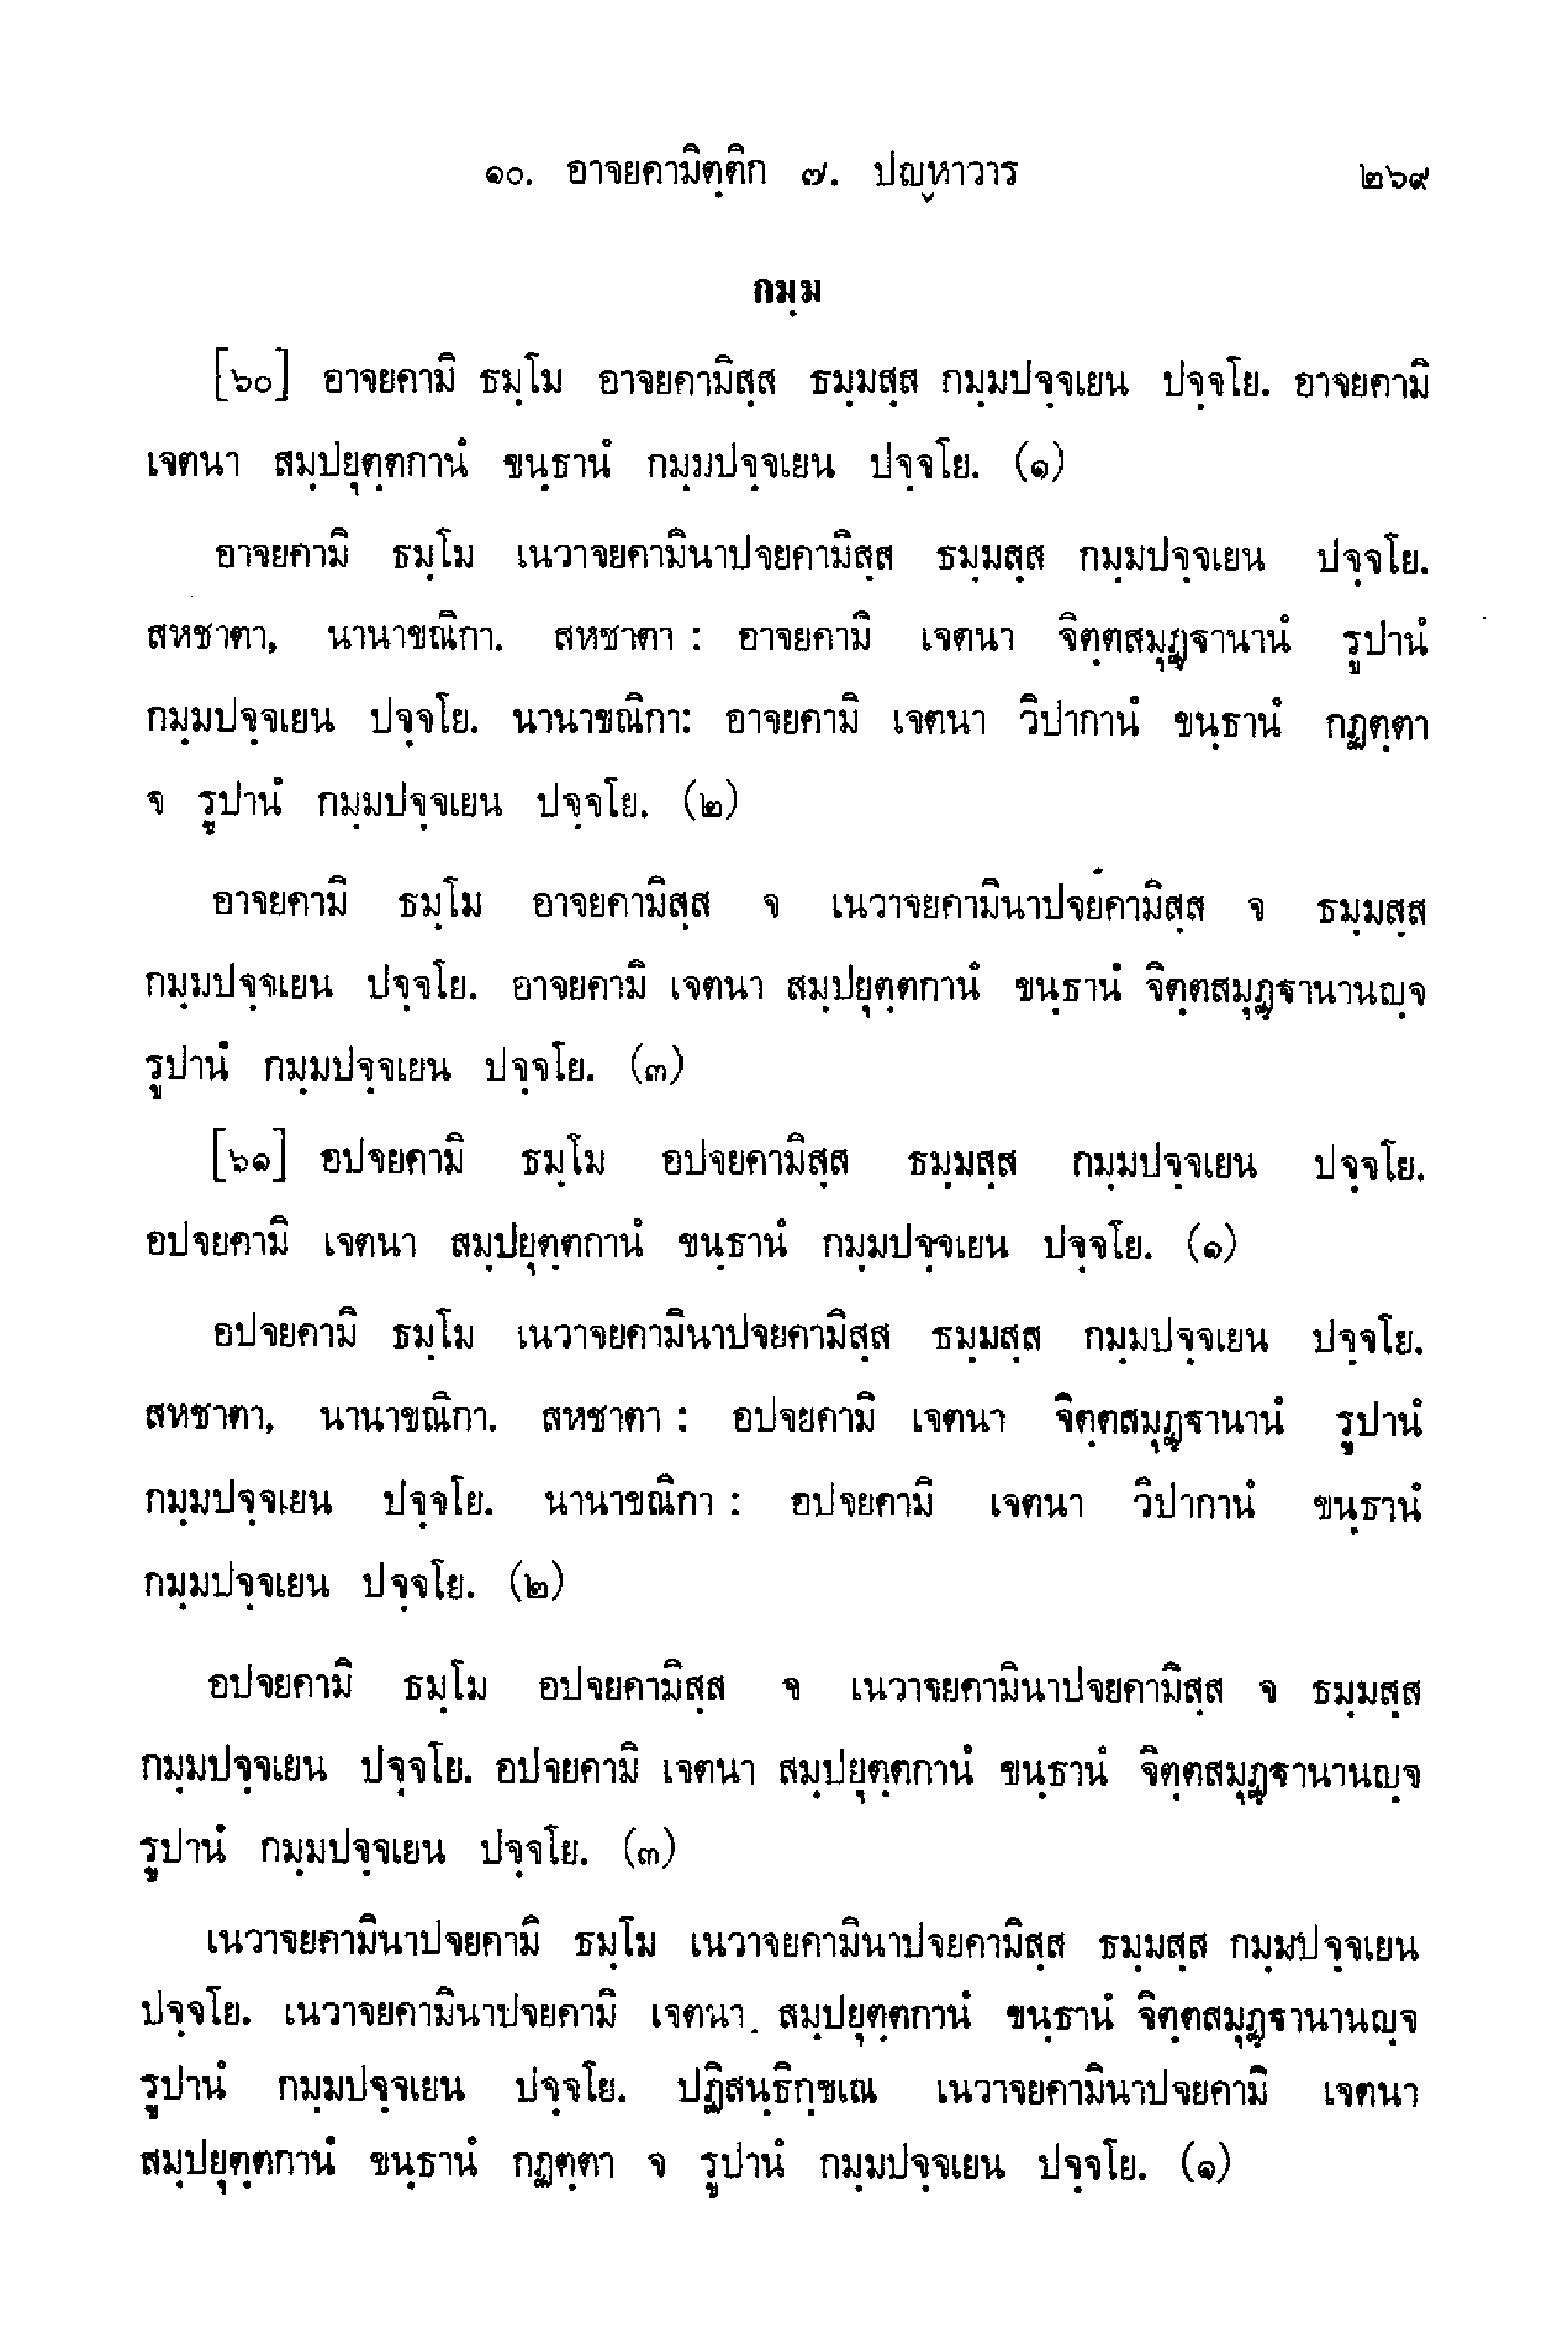 ๑๐. อาจยคามิตฺติก ๗. ปญฺหาวาร ๒๖๙
กมฺม
[๖๐] อาจยคามิ ธมฺโม อาจยคามิสฺส ธมฺมสฺส กมฺมปจฺจเยน ปจฺจโย. อาจยคามิ
เจตนา สมฺปยุตฺตกานํ ขนฺธานํ กมฺมปจฺจเยน ปจฺจโย. (๑)
อาจยคามิ ธมฺโม เนวาจยคามินาปจยคามิสฺส ธมฺมสฺส กมฺมปจฺจเยน ปจฺจโย.
สหชาตา, นานาขณิกา. สหชาตา : อาจยคามิ เจตนา จิตฺตสมุฏฺฐานานํ รูปานํ
กมฺมปจฺจเยน ปจฺจโย. นานาขณิกา: อาจยคามิ เจตนา วิปากานํ ขนฺธานํ กฏตฺตา
จ รูปานํ กมฺมปจฺจเยน ปจฺจโย. (๒)
อาจยคามิ ธมฺโม อาจยคามิสฺส จ เนวาจยคามินาปจยคามิสฺส จ ธมฺมสฺส
กมฺมปจฺจเยน ปจฺจโย. อาจยคามิ เจตนา สมฺปยุตฺตกานํ ขนฺธานํ จิตฺตสมุฏฺฐานานญฺจ
รูปานํ กมฺมปจฺจเยน ปจฺจโย. (๓)
[๖๑] อปจยคามิ ธมฺโม อปจยคามิสฺส ธมฺมสฺส กมฺมปจฺจเยน ปจฺจโย.
อปจยคามิ เจตนา สมฺปยุตฺตกานํ ขนฺธานํ กมฺมปจฺจเยน ปจฺจโย. (๑)
อปจยคามิ ธมฺโม เนวาจยคามินาปจยคามิสฺส ธมฺมสฺส กมฺมปจฺจเยน ปจฺจโย.
สหชาตา, นานาขณิกา. สหชาตา : อปจยคามิ เจตนา จิตฺตสมุฏฺฐานานํ รูปานํ
กมฺมปจฺจเยน ปจฺจโย. นานาขณิกา : อปจยคามิ เจตนา วิปากานํ ขนฺธานํ
กมฺมปจฺจเยน ปจฺจโย. (๒)
อปจยคามิ ธมฺโม อปจยคามิสฺส จ เนวาจยคามินาปจยคามิสฺส จ ธมฺมสฺส
กมฺมปจฺจเยน ปจฺจโย. อปจยคามิ เจตนา สมฺปยุตฺตกานํ ขนฺธานํ จิตฺตสมุฏฺฐานานญฺจ
รูปานํ กมฺมปจฺจเยน ปจฺจโย. (๓)
เนวาจยคามินาปจยคามิ ธมฺโม เนวาจยคามินาปจยคามิสฺส ธมฺมสฺส กมฺมปจฺจเยน
ปจฺจโย. เนวาจยคามินาปจยคามิ เจตนา สมฺปยุตฺตกานํ ขนฺธานํ จิตฺตสมุฏฺฐานานญฺจ
รูปานํ กมฺมปจฺจเยน ปจฺจโย. ปฏิสนฺธิกฺขเณ เนวาจยคามินาปจยคามิ เจตนา
สมฺปยุตฺตกานํ ขนฺธานํ กฏตฺตา จ รูปานํ กมฺมปจฺจเยน ปจฺจโย. (๑)